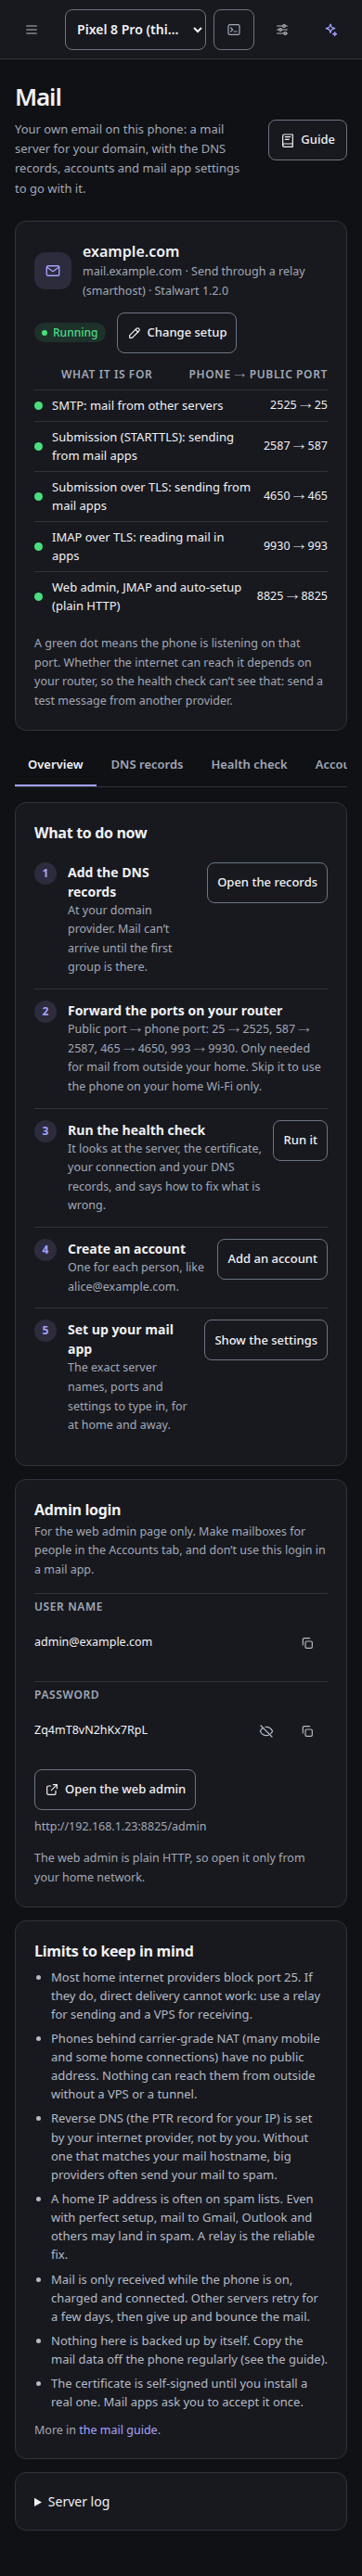 Pixel 8 Pro (thi...
Mail
Your own email on this phone: a mail
server for your domain, with the DNS
records, accounts and mail app settings
to go with it.
Guide
example.com
mail.example.com · Send through a relay
(smarthost) · Stalwart 1.2.0
Running
Change setup
WHAT IT IS FOR
PHONE → PUBLIC PORT
SMTP: mail from other servers
2525 → 25
Submission (STARTTLS): sending
from mail apps
2587 → 587
Submission over TLS: sending from
mail apps
4650 → 465
IMAP over TLS: reading mail in
apps
9930 → 993
Web admin, JMAP and auto-setup
(plain HTTP)
8825 → 8825
A green dot means the phone is listening on that
port. Whether the internet can reach it depends on
your router, so the health check can't see that: send a
test message from another provider.
Overview
DNS records
Health check
Accou
What to do now
1
Add the DNS
records
At your domain
provider. Mail can't
arrive until the first
group is there.
Open the records
2
Forward the ports on your router
Public port → phone port: 25 → 2525, 587 →
2587, 465 → 4650, 993 → 9930. Only needed
for mail from outside your home. Skip it to use
the phone on your home Wi-Fi only.
3
Run the health check
It looks at the server, the certificate,
your connection and your DNS
records, and says how to fix what is
wrong.
Run it
4
Create an account
One for each person, like
alice@example.com.
Add an account
5
Set up your mail
app
The exact server
names, ports and
settings to type in, for
at home and away.
Show the settings
Admin login
For the web admin page only. Make mailboxes for
people in the Accounts tab, and don't use this login in
a mail app.
USER NAME
admin@example.com
PASSWORD
Zq4mT8vN2hKx7RpL
Open the web admin
http://192.168.1.23:8825/admin
The web admin is plain HTTP, so open it only from
your home network.
Limits to keep in mind
• Most home internet providers block port 25. If
they do, direct delivery cannot work: use a relay
for sending and a VPS for receiving.
• Phones behind carrier-grade NAT (many mobile
and some home connections) have no public
address. Nothing can reach them from outside
without a VPS or a tunnel.
• Reverse DNS (the PTR record for your IP) is set
by your internet provider, not by you. Without
one that matches your mail hostname, big
providers often send your mail to spam.
• A home IP address is often on spam lists. Even
with perfect setup, mail to Gmail, Outlook and
others may land in spam. A relay is the reliable
fix.
• Mail is only received while the phone is on,
charged and connected. Other servers retry for
a few days, then give up and bounce the mail.
• Nothing here is backed up by itself. Copy the
mail data off the phone regularly (see the guide).
• The certificate is self-signed until you install a
real one. Mail apps ask you to accept it once.
More in the mail guide.
Server log